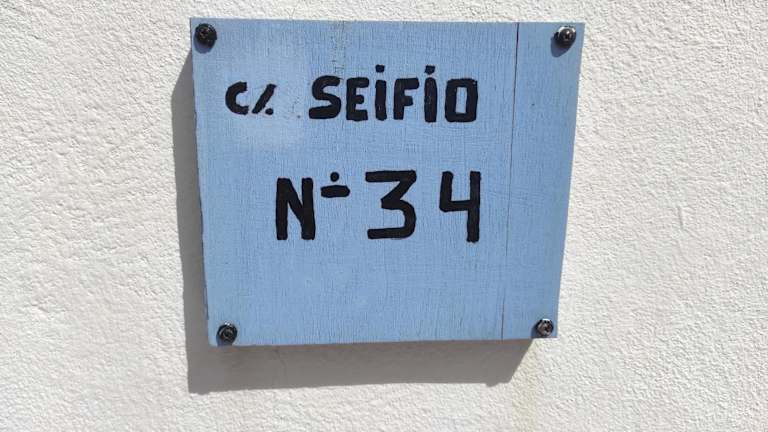 c/. SEiFiO
Nº 34